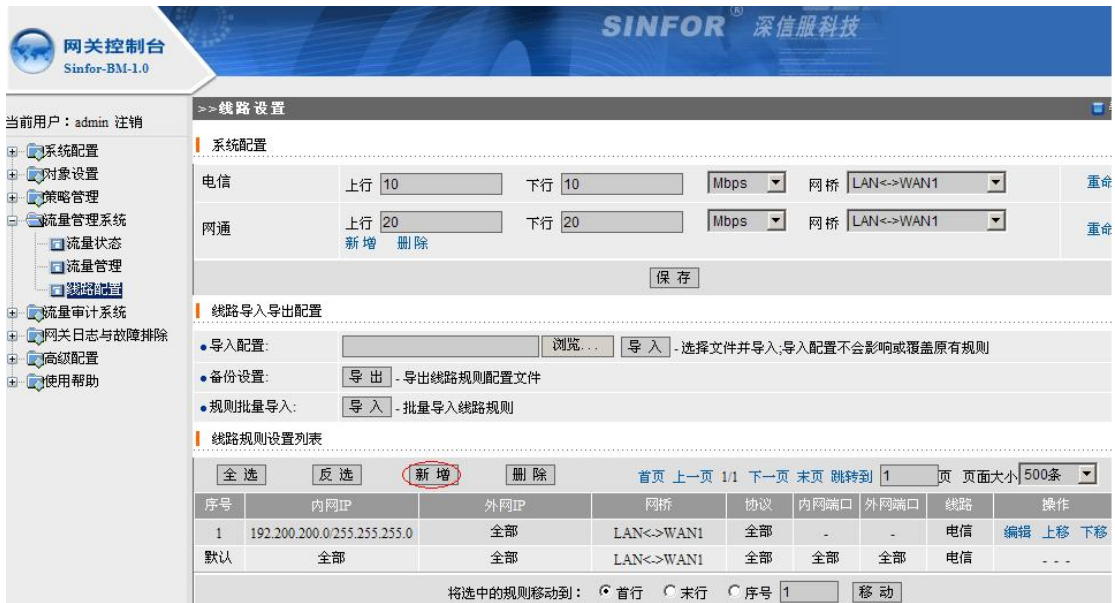 SINFOR® 深信服科技
网关控制台
Sinfor-BM-1.0
当前用户：admin 注销
系统配置
对象设置
策略管理
流量管理系统
流量状态
流量管理
线路配置
流量审计系统
网关日志与故障排除
高级配置
使用帮助
>>线路设置
系统配置
电信 上行 10 下行 10 Mbps 网桥 LAN<->WAN1 重命
网通 上行 20 下行 20 Mbps 网桥 LAN<->WAN1 重命
新增 删除
保存
线路导入导出配置
●导入配置: 浏览... 导入 -选择文件并导入;导入配置不会影响或覆盖原有规则
●备份设置: 导出 -导出线路规则配置文件
●规则批量导入: 导入 -批量导入线路规则
线路规则设置列表
全选 反选 新增 删除 首页 上一页 1/1 下一页 末页 跳转到 1 页 页面大小 500条
序号 内网IP 外网IP 网桥 协议 内网端口 外网端口 线路 操作
1 192.200.200.0/255.255.255.0 全部 LAN<->WAN1 全部 - - 电信 编辑 上移 下移
默认 全部 全部 LAN<->WAN1 全部 全部 全部 电信 - - -
将选中的规则移动到： 首行 末行 序号 1 移动